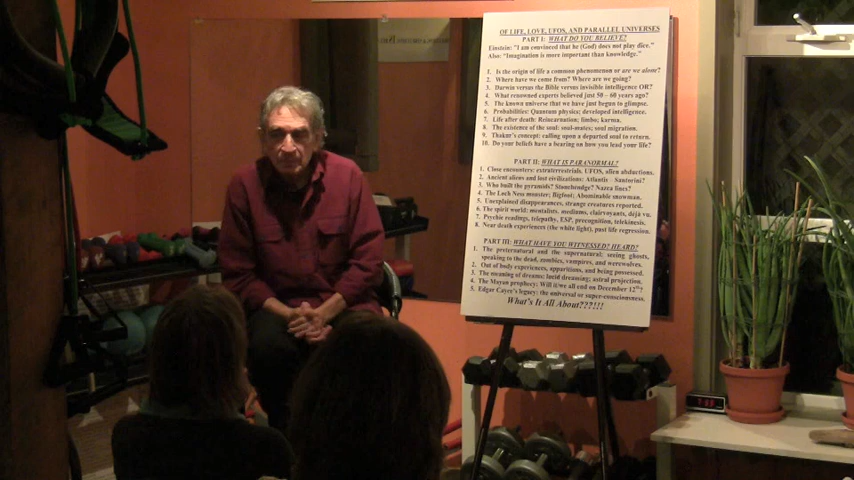 OF LIFE, LOVE, UFOS, AND PARALLEL UNIVERSES
PART I: WHAT DO YOU BELIEVE?
Einstein: "I am convinced that he (God) does not play dice."
Also: "Imagination is more important than knowledge."
1. Is the origin of life a common phenomenon or are we alone?
2. Where have we come from? Where are we going?
3. Darwin versus the Bible versus invisible intelligence OR?
4. What renowned experts believed just 50 – 60 years ago?
5. The known universe that we have just begun to glimpse.
6. Probabilities: Quantum physics: developed intelligence.
7. Life after death: Reincarnation; limbo; karma.
8. The existence of the soul: soul-mates; soul migration.
9. Thakur's concept: calling upon a departed soul to return.
10. Do your beliefs have a bearing on how you lead your life?
PART II: WHAT IS PARANORMAL?
1. Close encounters: extraterrestrials, UFOS, alien abductions.
2. Ancient aliens and lost civilizations: Atlantis – Santorini?
3. Who built the pyramids? Stonehendge? Nazca lines?
4. The Loch Ness monster; Bigfoot; Abominable snowman.
5. Unexplained disappearances, strange creatures reported.
6. The spirit world: mentalists, mediums, clairvoyants, déjà vu.
7. Psychic readings, telepathy, ESP, precognition, telekinesis.
8. Near death experiences (the white light), past life regression.
PART III: WHAT HAVE YOU WITNESSED? HEARD?
1. The preternatural and the supernatural; seeing ghosts,
speaking to the dead, zombies, vampires, and werewolves.
2. Out of body experiences, apparitions, and being possessed.
3. The meaning of dreams; lucid dreaming; astral projection.
4. The Mayan prophecy: Will it/we all end on December 12th?
5. Edgar Cayce's legacy: the universal or super-consciousness.
What's It All About???!!!